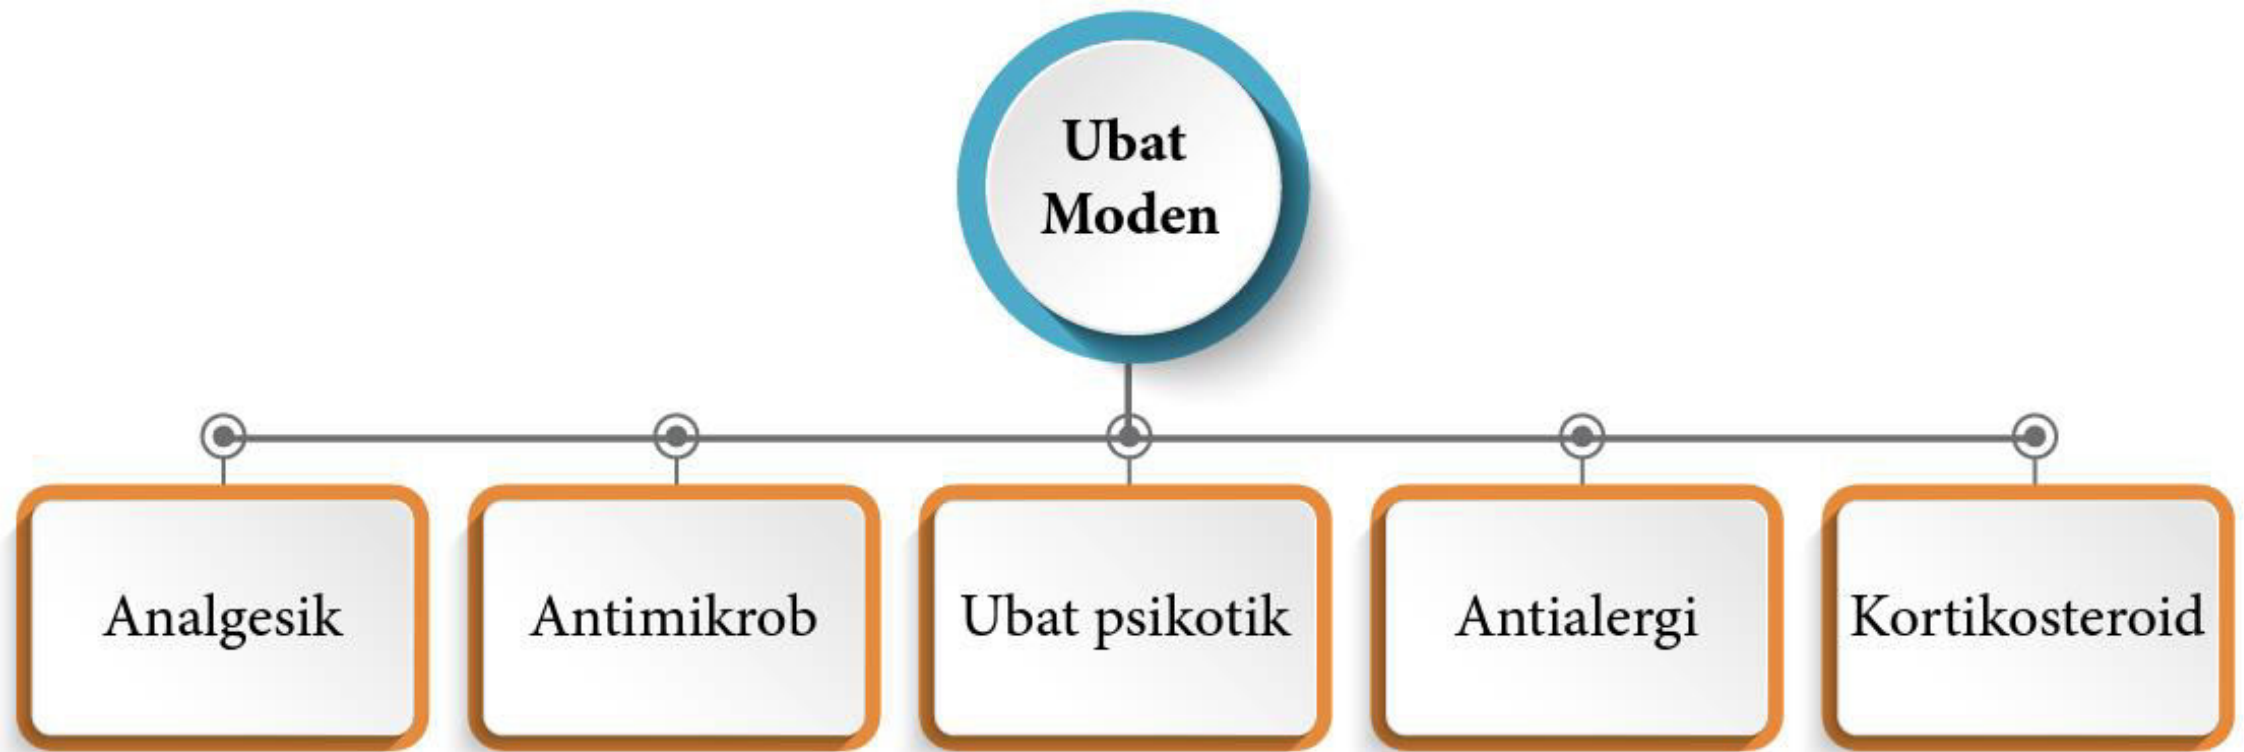 Ubat
Moden
Analgesik
Antimikrob
Ubat psikotik
Antialergi
Kortikosteroid